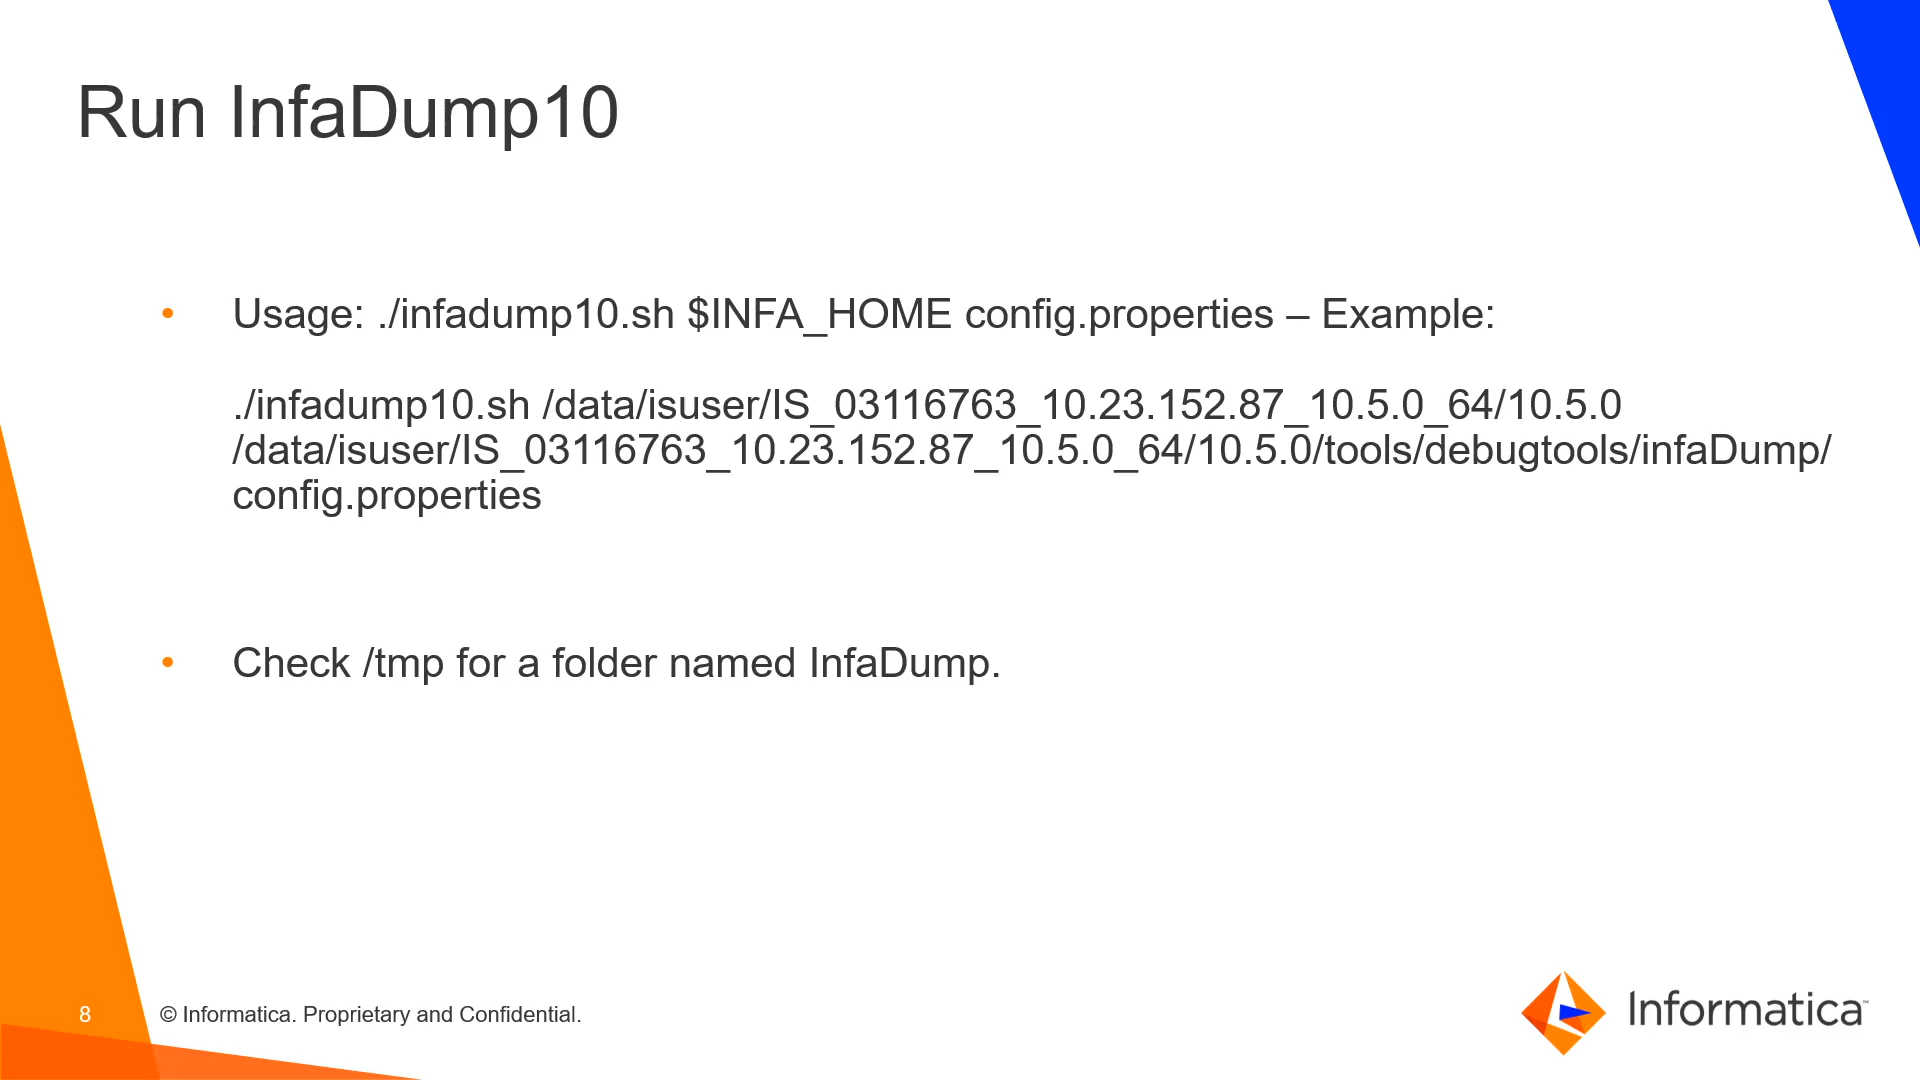 Run InfaDump10
• Usage: ./infadump10.sh $INFA_HOME config.properties – Example:
./infadump10.sh /data/isuser/IS_03116763_10.23.152.87_10.5.0_64/10.5.0
/data/isuser/IS_03116763_10.23.152.87_10.5.0_64/10.5.0/tools/debugtools/infaDump/
config.properties
• Check /tmp for a folder named InfaDump.
8
© Informatica. Proprietary and Confidential.
Informatica™